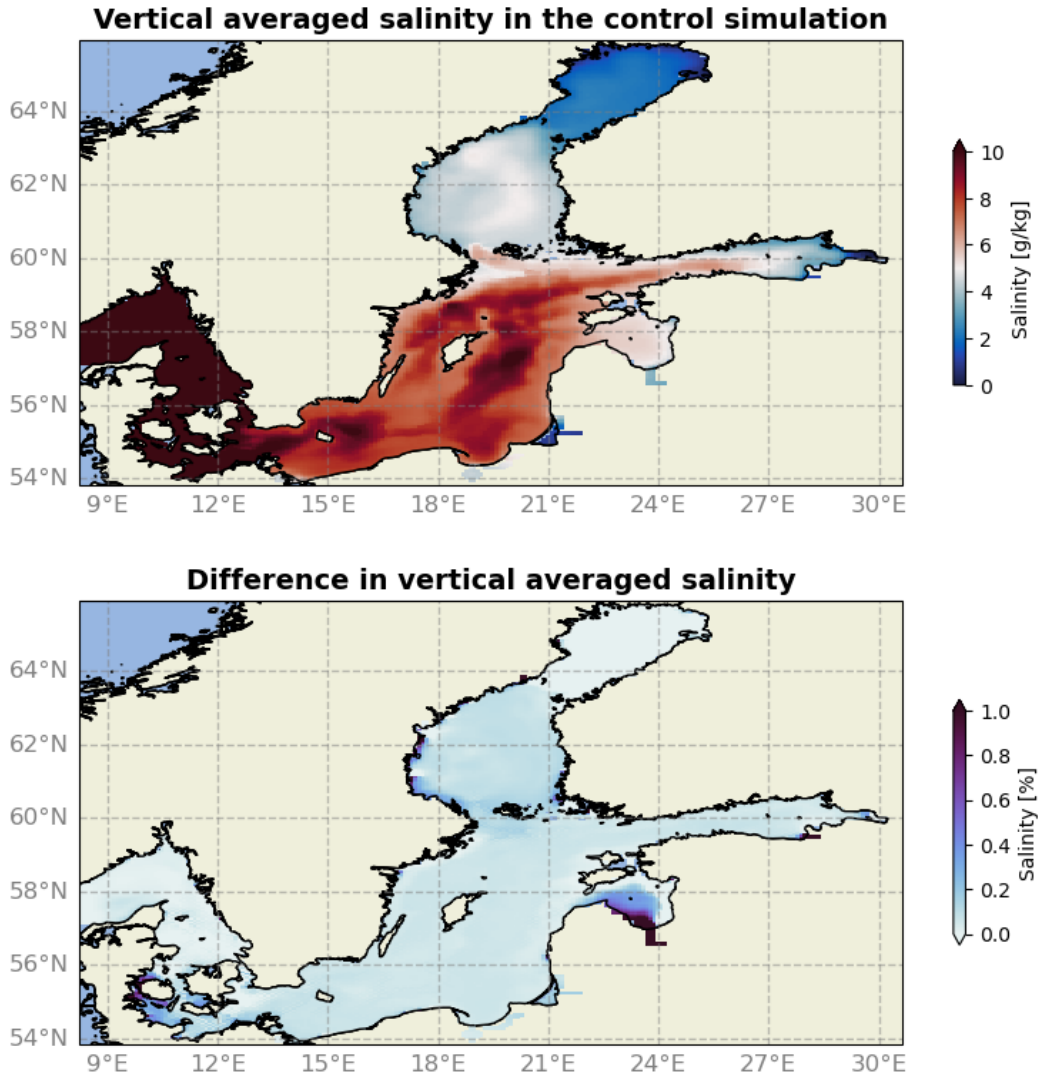 Vertical averaged salinity in the control simulation
64°N
62°N
60°N
58°N
56°N
54°N
9°E 12°E 15°E 18°E 21°E 24°E 27°E 30°E
10
8
6
4
2
0
Salinity [g/kg]
Difference in vertical averaged salinity
64°N
62°N
60°N
58°N
56°N
54°N
9°E 12°E 15°E 18°E 21°E 24°E 27°E 30°E
1.0
0.8
0.6
0.4
0.2
0.0
Salinity [%]